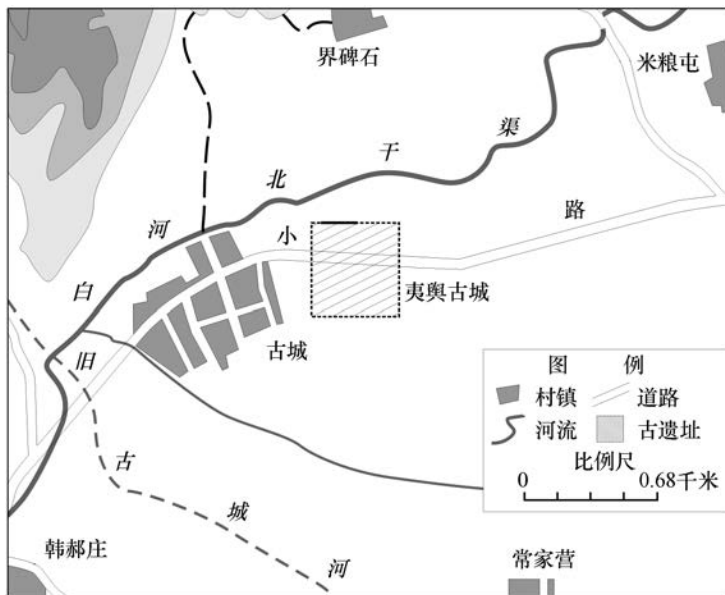 界碑石
米粮屯
白河北干渠
小路
夷舆古城
古城
旧古城河
韩郝庄
常家营
图 例
村镇 道路
河流 古遗址
比例尺
0 0.68千米